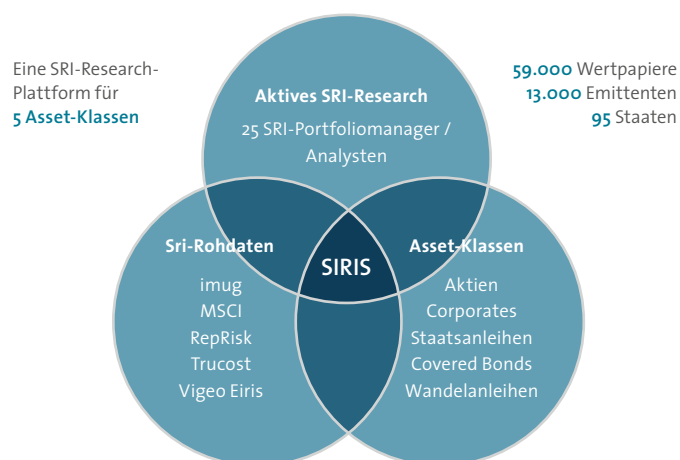 Eine SRI-Research-
Plattform für
5 Asset-Klassen
59.000 Wertpapiere
13.000 Emittenten
95 Staaten
Aktives SRI-Research
25 SRI-Portfoliomanager /
Analysten
Sri-Rohdaten
imug
MSCI
RepRisk
Trucost
Vigeo Eiris
SIRIS
Asset-Klassen
Aktien
Corporates
Staatsanleihen
Covered Bonds
Wandelanleihen